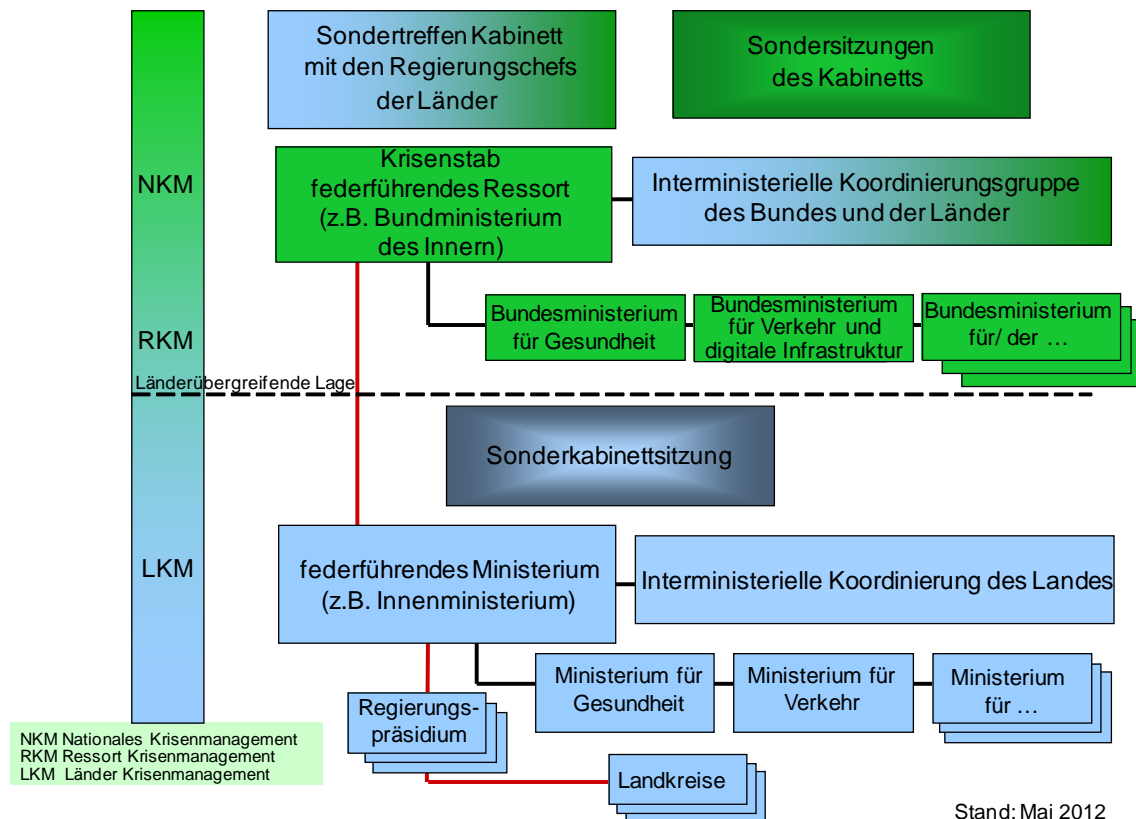 Sondertreffen Kabinett
mit den Regierungschefs
der Länder
Sondersitzungen
des Kabinetts
NKM
Krisenstab
federführendes Ressort
(z.B. Bundministerium
des Innern)
Interministerielle Koordinierungsgruppe
des Bundes und der Länder
RKM
Bundesministerium
für Gesundheit
Bundesministerium
für Verkehr und
digitale Infrastruktur
Bundesministerium
für/ der …
Länderübergreifende Lage
Sonderkabinettsitzung
LKM
federführendes Ministerium
(z.B. Innenministerium)
Interministerielle Koordinierung des Landes
Ministerium für
Gesundheit
Ministerium für
Verkehr
Ministerium
für …
Regierungs-
präsidium
Landkreise
NKM Nationales Krisenmanagement
RKM Ressort Krisenmanagement
LKM Länder Krisenmanagement
Stand: Mai 2012